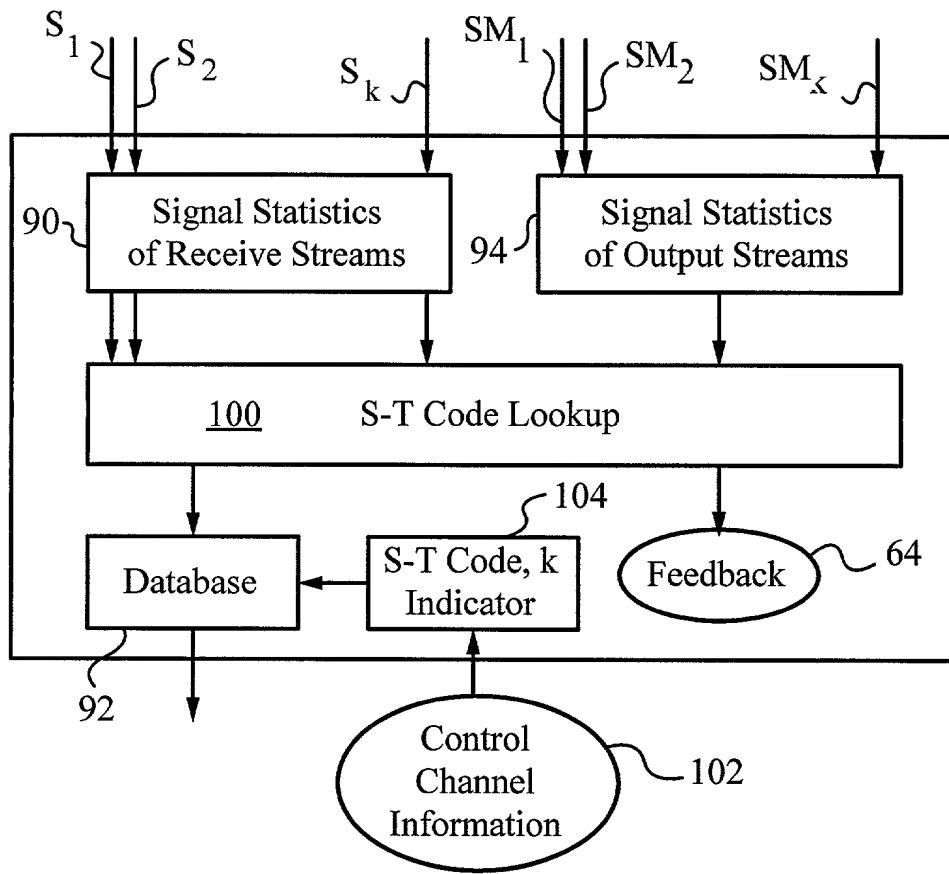 S1 S2 Sk SM1 SM2 SMx
90
Signal Statistics
of Receive Streams
94
Signal Statistics
of Output Streams
100 S-T Code Lookup
104
Database
S-T Code, k
Indicator
Feedback
64
92
Control
Channel
Information
102